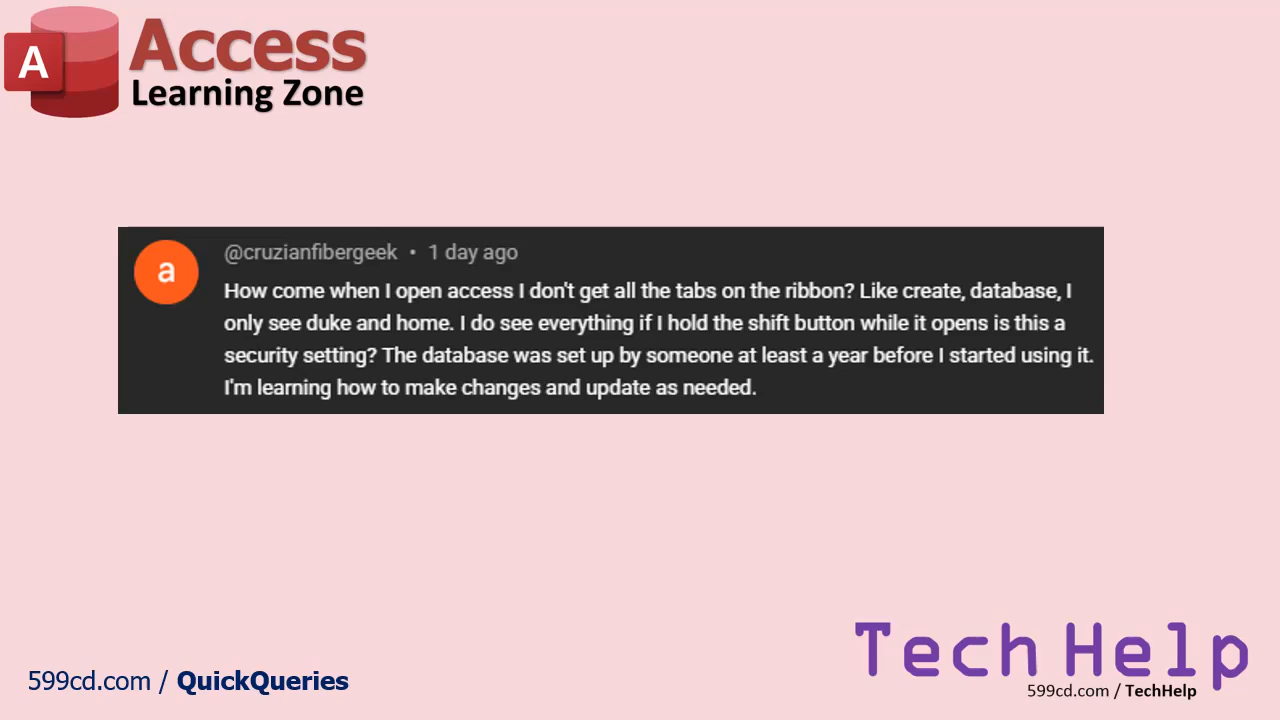 A
Access
Learning Zone
a
@cruzianfibergeek • 1 day ago
How come when I open access I don't get all the tabs on the ribbon? Like create, database, I
only see duke and home. I do see everything if I hold the shift button while it opens is this a
security setting? The database was set up by someone at least a year before I started using it.
I'm learning how to make changes and update as needed.
Tech Help
599cd.com / QuickQueries
599cd.com / TechHelp